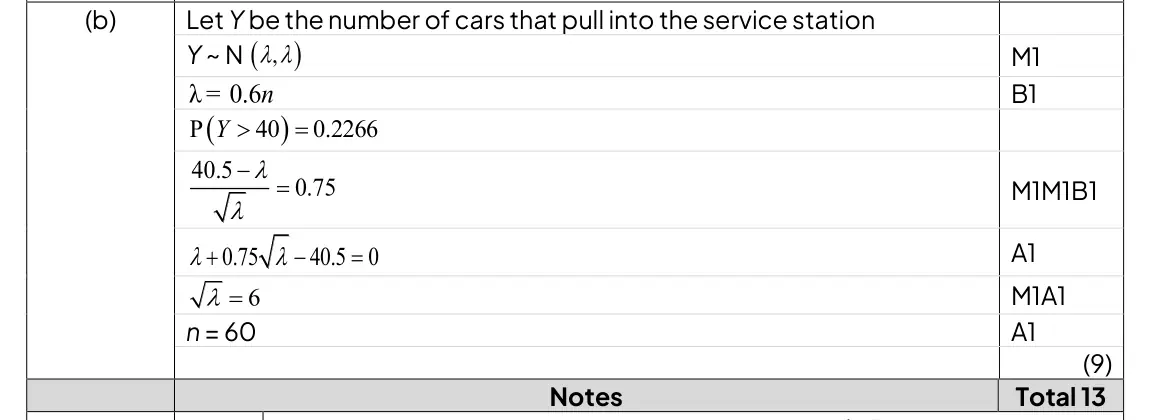 (b) Let Y be the number of cars that pull into the service station
Y ~ N (λ,λ) M1
λ = 0.6n B1
P(Y > 40) = 0.2266
(40.5 − λ)/√λ = 0.75 M1M1B1
λ + 0.75√λ − 40.5 = 0 A1
√λ = 6 M1A1
n = 60 A1
(9)
Notes Total 13